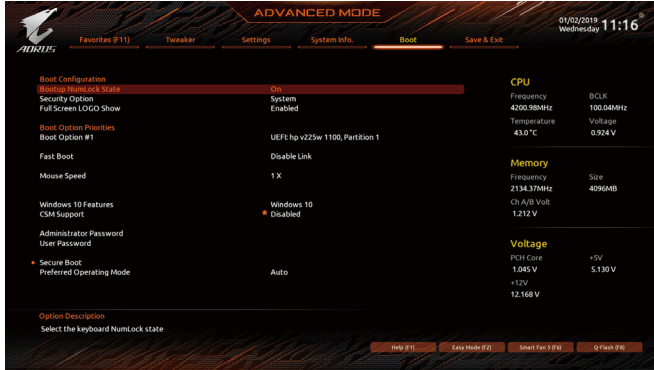 ADVANCED MODE
01/02/2019 Wednesday 11:16
AORUS
Favorites (F11) Tweaker Settings System Info. Boot Save & Exit
Boot Configuration
Bootup NumLock State On
Security Option System
Full Screen LOGO Show Enabled
Boot Option Priorities
Boot Option #1 UEFI: hp v225w 1100, Partition 1
Fast Boot Disable Link
Mouse Speed 1 X
Windows 10 Features Windows 10
CSM Support Disabled
Administrator Password
User Password
Secure Boot
Preferred Operating Mode Auto
CPU
Frequency BCLK
4200.98MHz 100.04MHz
Temperature Voltage
43.0 °C 0.924 V
Memory
Frequency Size
2134.37MHz 4096MB
Ch A/B Volt
1.212 V
Voltage
PCH Core +5V
1.045 V 5.130 V
+12V
12.168 V
Option Description
Select the keyboard NumLock state
Help (F1) Easy Mode (F2) Smart Fan 5 (F6) Q-Flash (F8)